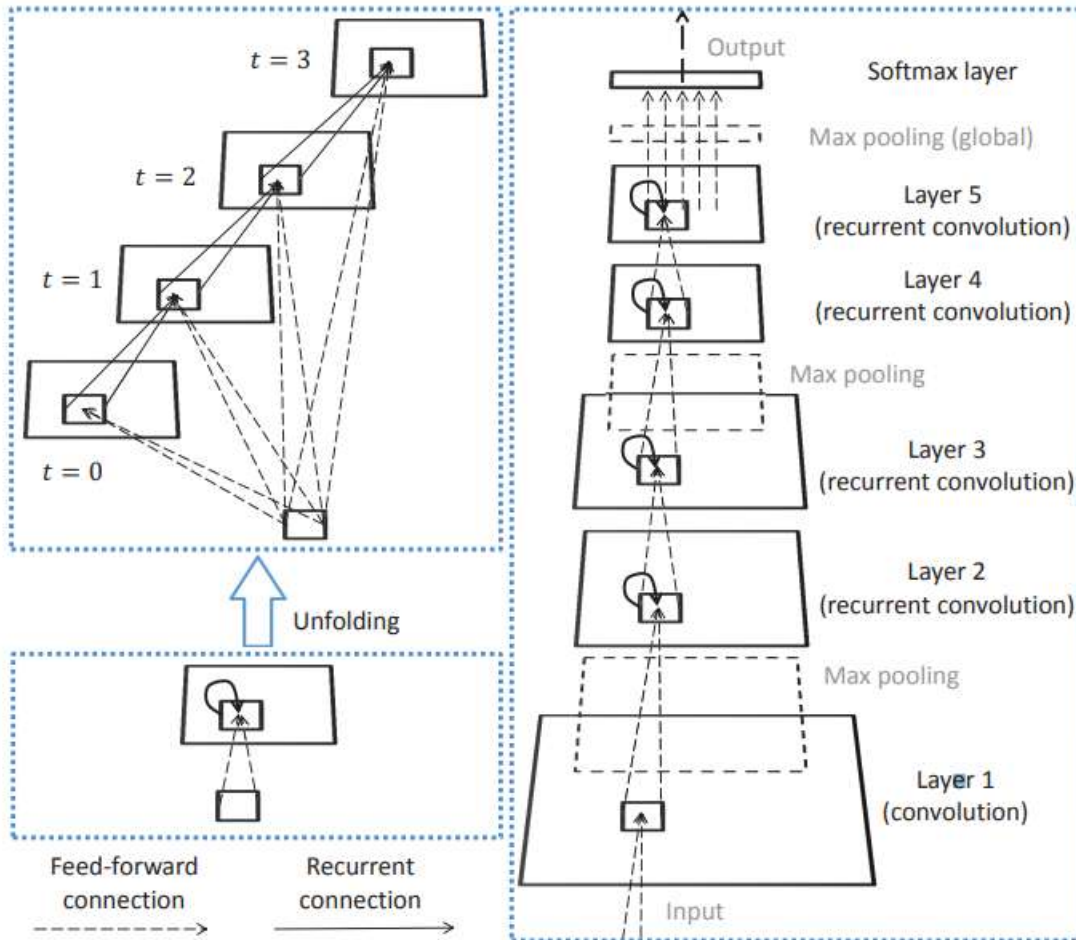 t = 3
t = 2
t = 1
t = 0
Unfolding
Feed-forward
connection
Recurrent
connection
Output
Softmax layer
Max pooling (global)
Layer 5
(recurrent convolution)
Layer 4
(recurrent convolution)
Max pooling
Layer 3
(recurrent convolution)
Layer 2
(recurrent convolution)
Max pooling
Layer 1
(convolution)
Input